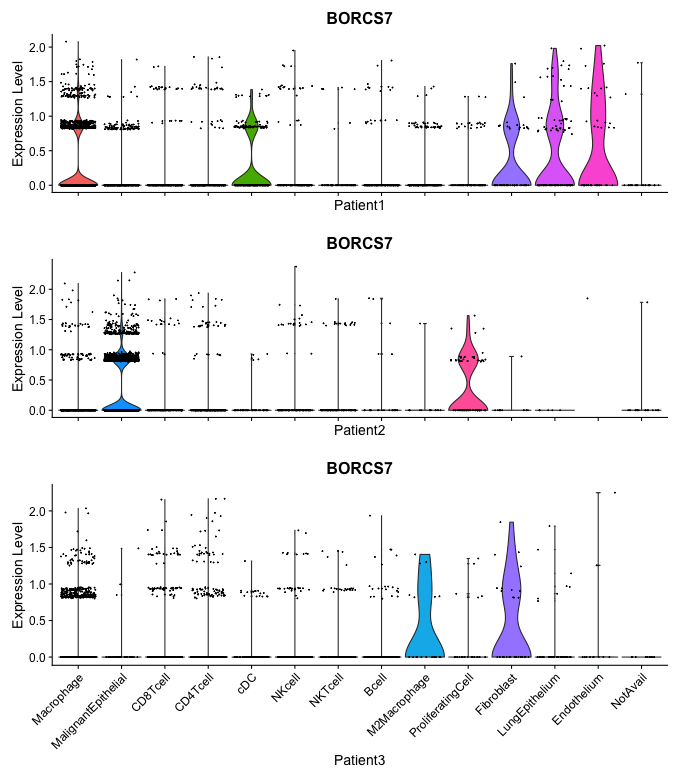 BORCS7
Expression Level
2.0
1.5
1.0
0.5
0.0
Patient1
BORCS7
Expression Level
2.0
1.5
1.0
0.5
0.0
Patient2
BORCS7
Expression Level
2.0
1.5
1.0
0.5
0.0
Macrophage
MalignantEpithelial
CD8Tcell
CD4Tcell
cDC
NKcell
NKTcell
Bcell
M2Macrophage
ProliferatingCell
Fibroblast
LungEpithelium
Endothelium
NotAvail
Patient3